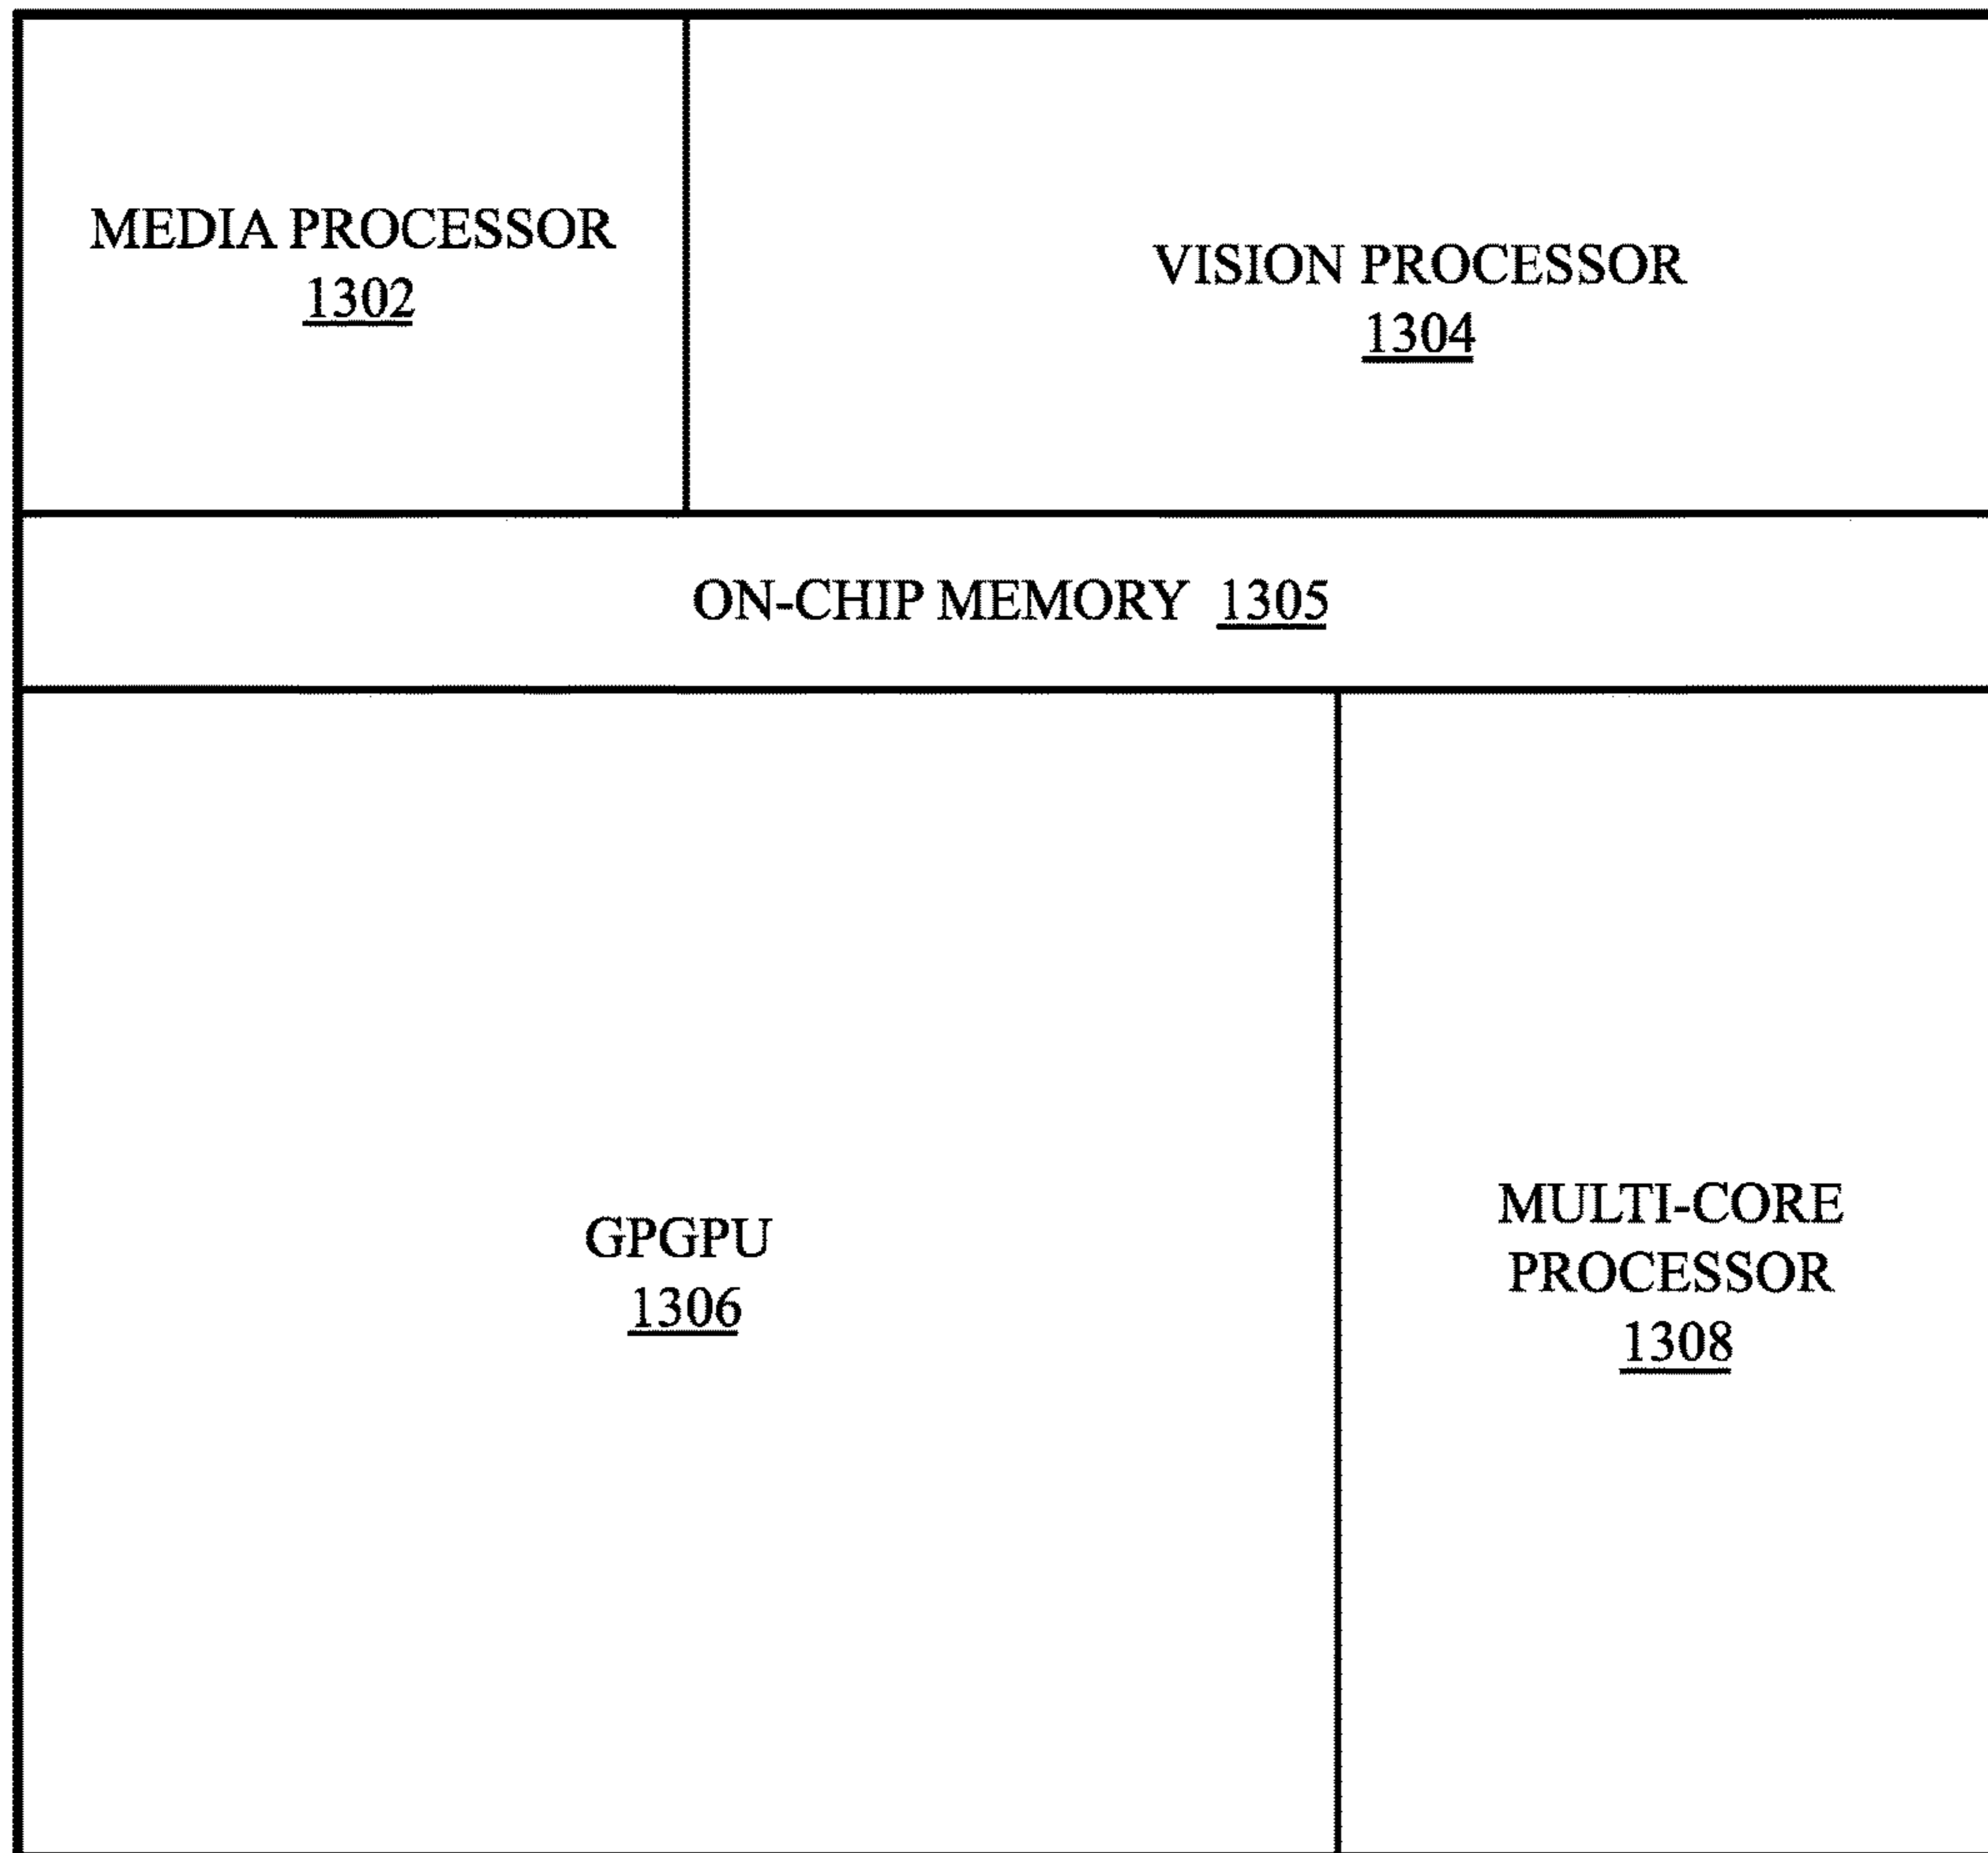 MEDIA PROCESSOR
1302
VISION PROCESSOR
1304
ON-CHIP MEMORY 1305
GPGPU
1306
MULTI-CORE
PROCESSOR
1308